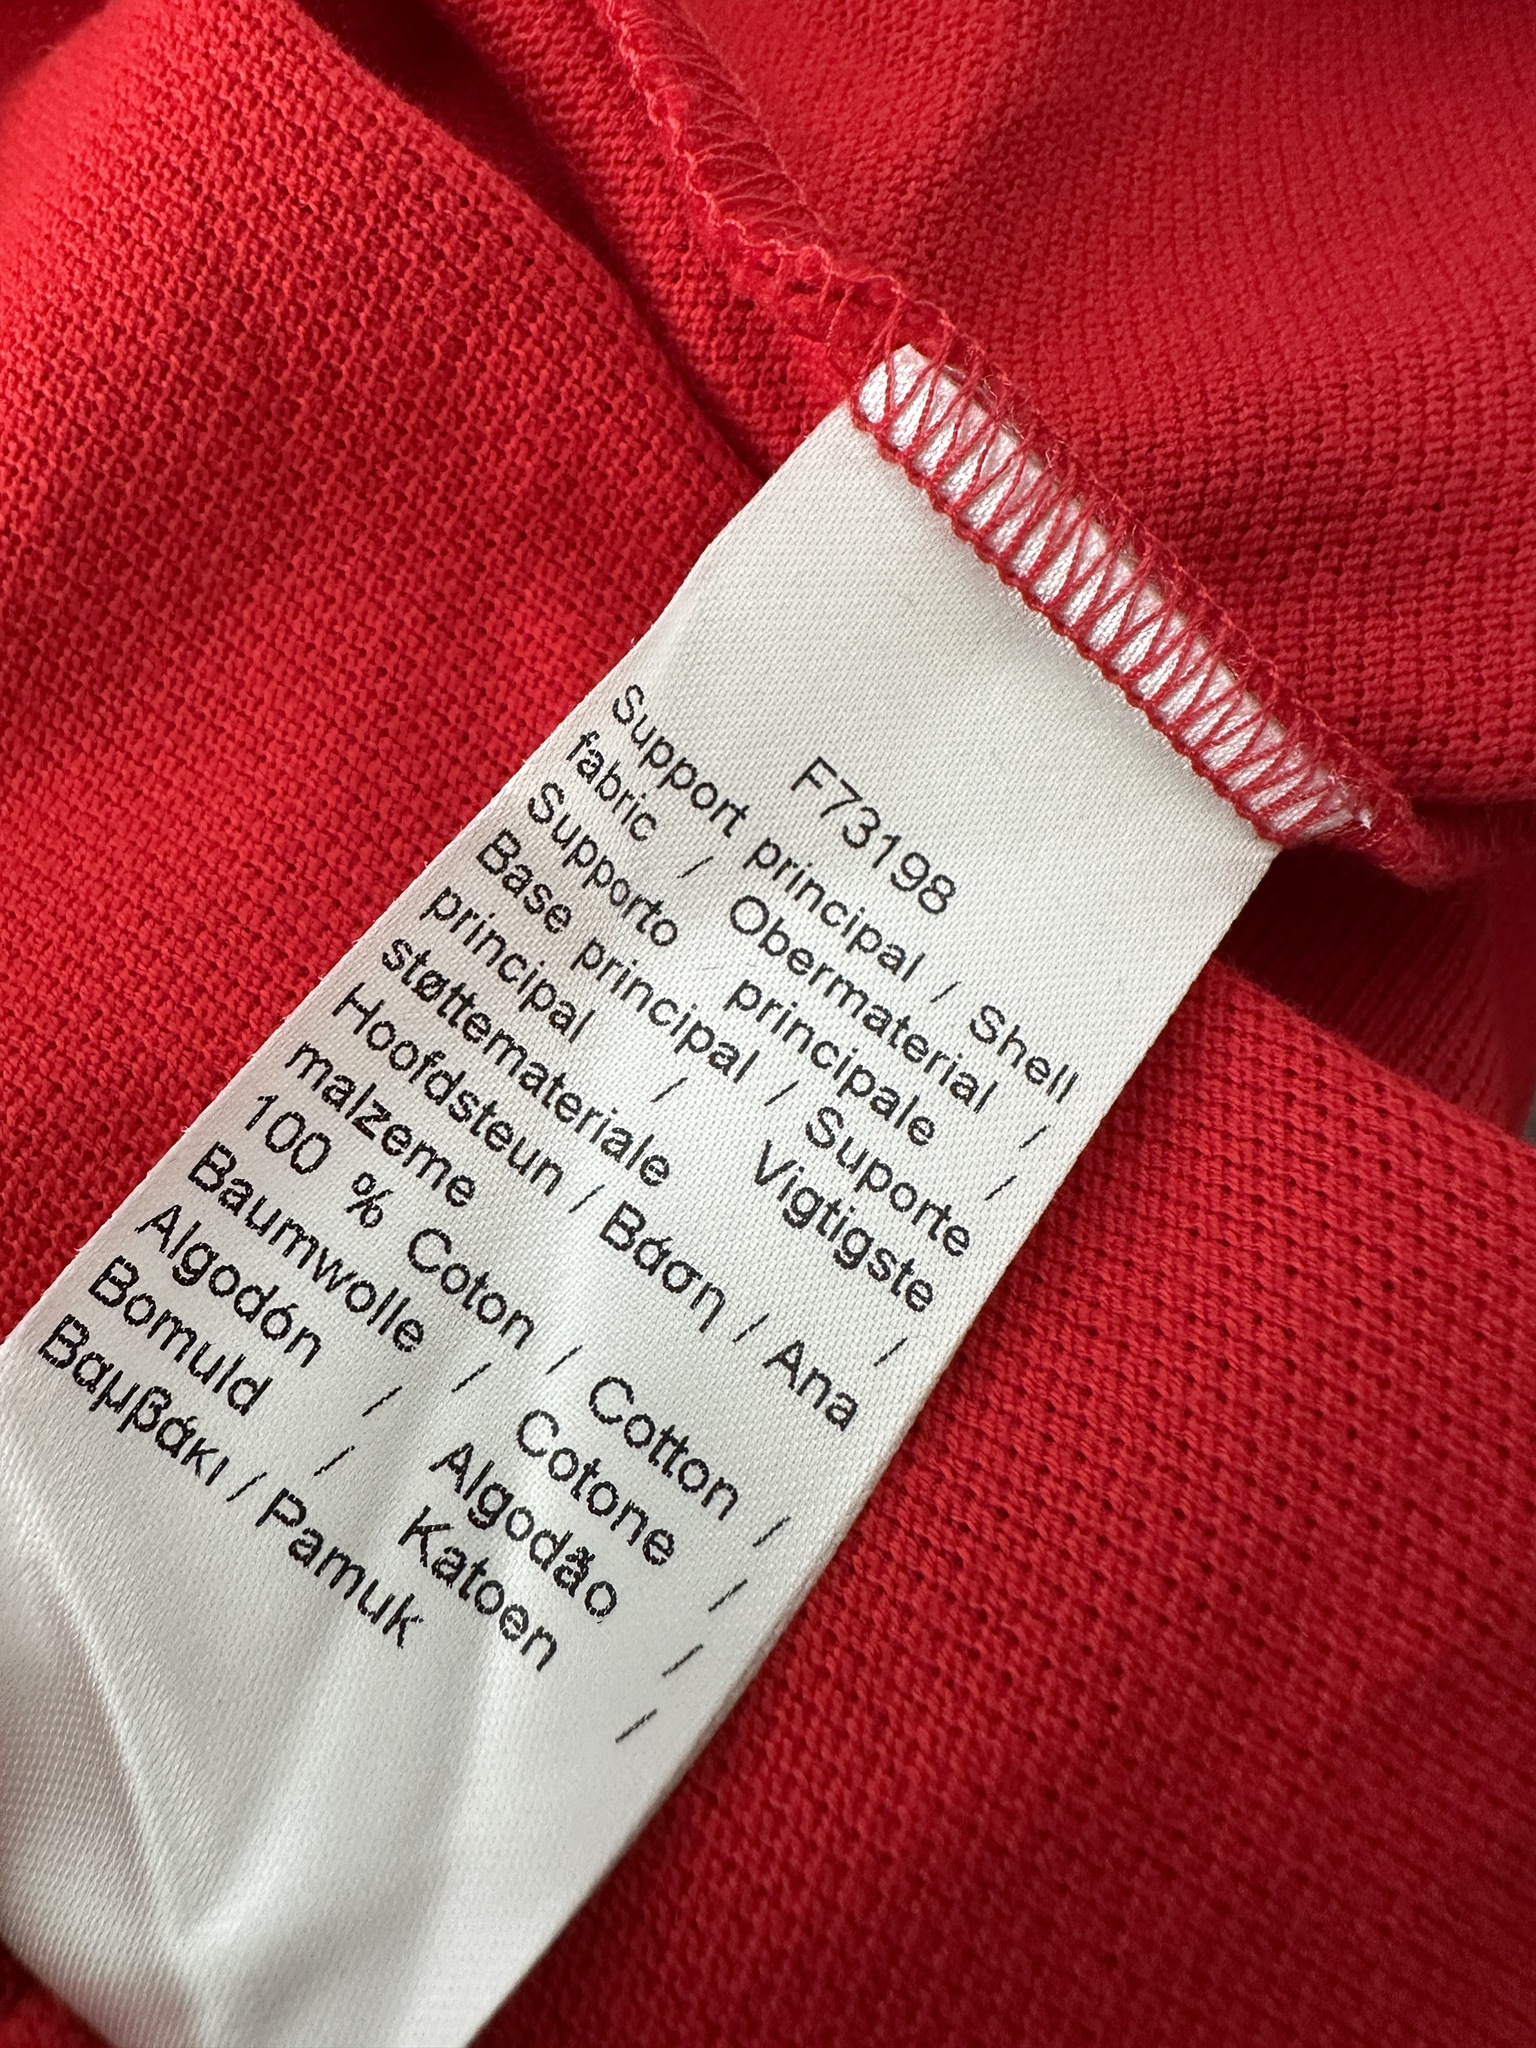 F73198
Support principal / Shell
fabric / Obermaterial /
Supporto principale /
Base principal / Suporte
principal / Vigtigste
støttemateriale /
Hoofdsteun / Βάση / Ana
malzeme
100 % Coton / Cotton /
Baumwolle / Cotone /
Algodón / Algodão /
Bomuld / Katoen /
Βαμβάκι / Pamuk